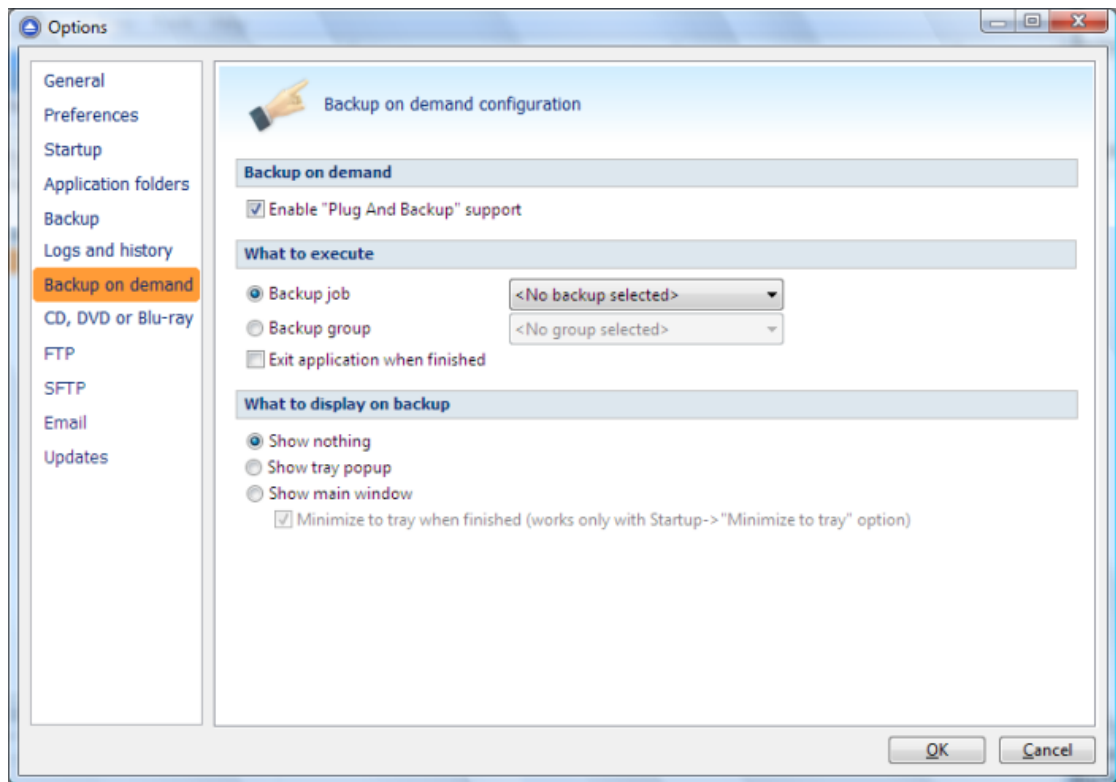 Options
General
Preferences
Startup
Application folders
Backup
Logs and history
Backup on demand
CD, DVD or Blu-ray
FTP
SFTP
Email
Updates
Backup on demand configuration
Backup on demand
Enable "Plug And Backup" support
What to execute
Backup job <No backup selected>
Backup group <No group selected>
Exit application when finished
What to display on backup
Show nothing
Show tray popup
Show main window
Minimize to tray when finished (works only with Startup->"Minimize to tray" option)
OK Cancel